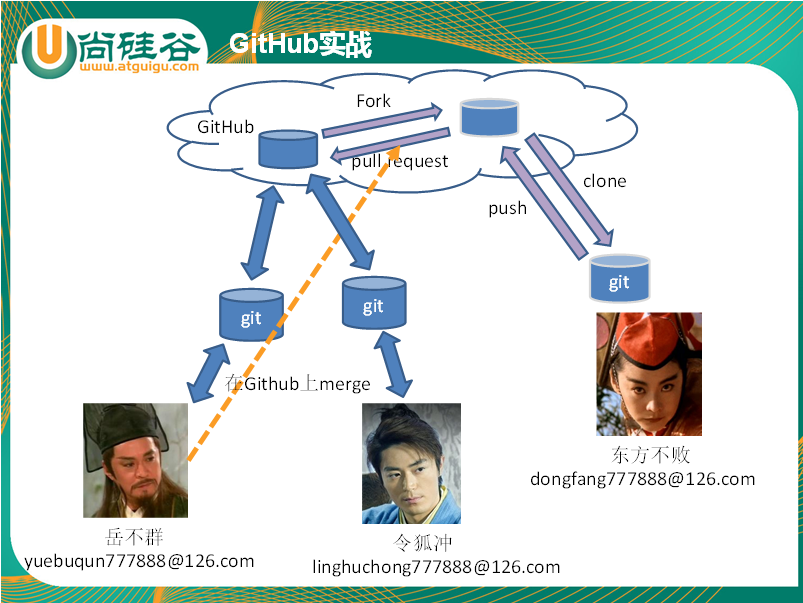 U尚硅谷
www.atguigu.com
GitHub实战
Fork
GitHub
pull request
clone
push
git
git
git
在Github上merge
东方不败
dongfang777888@126.com
岳不群
yuebuqun777888@126.com
令狐冲
linghuchong777888@126.com